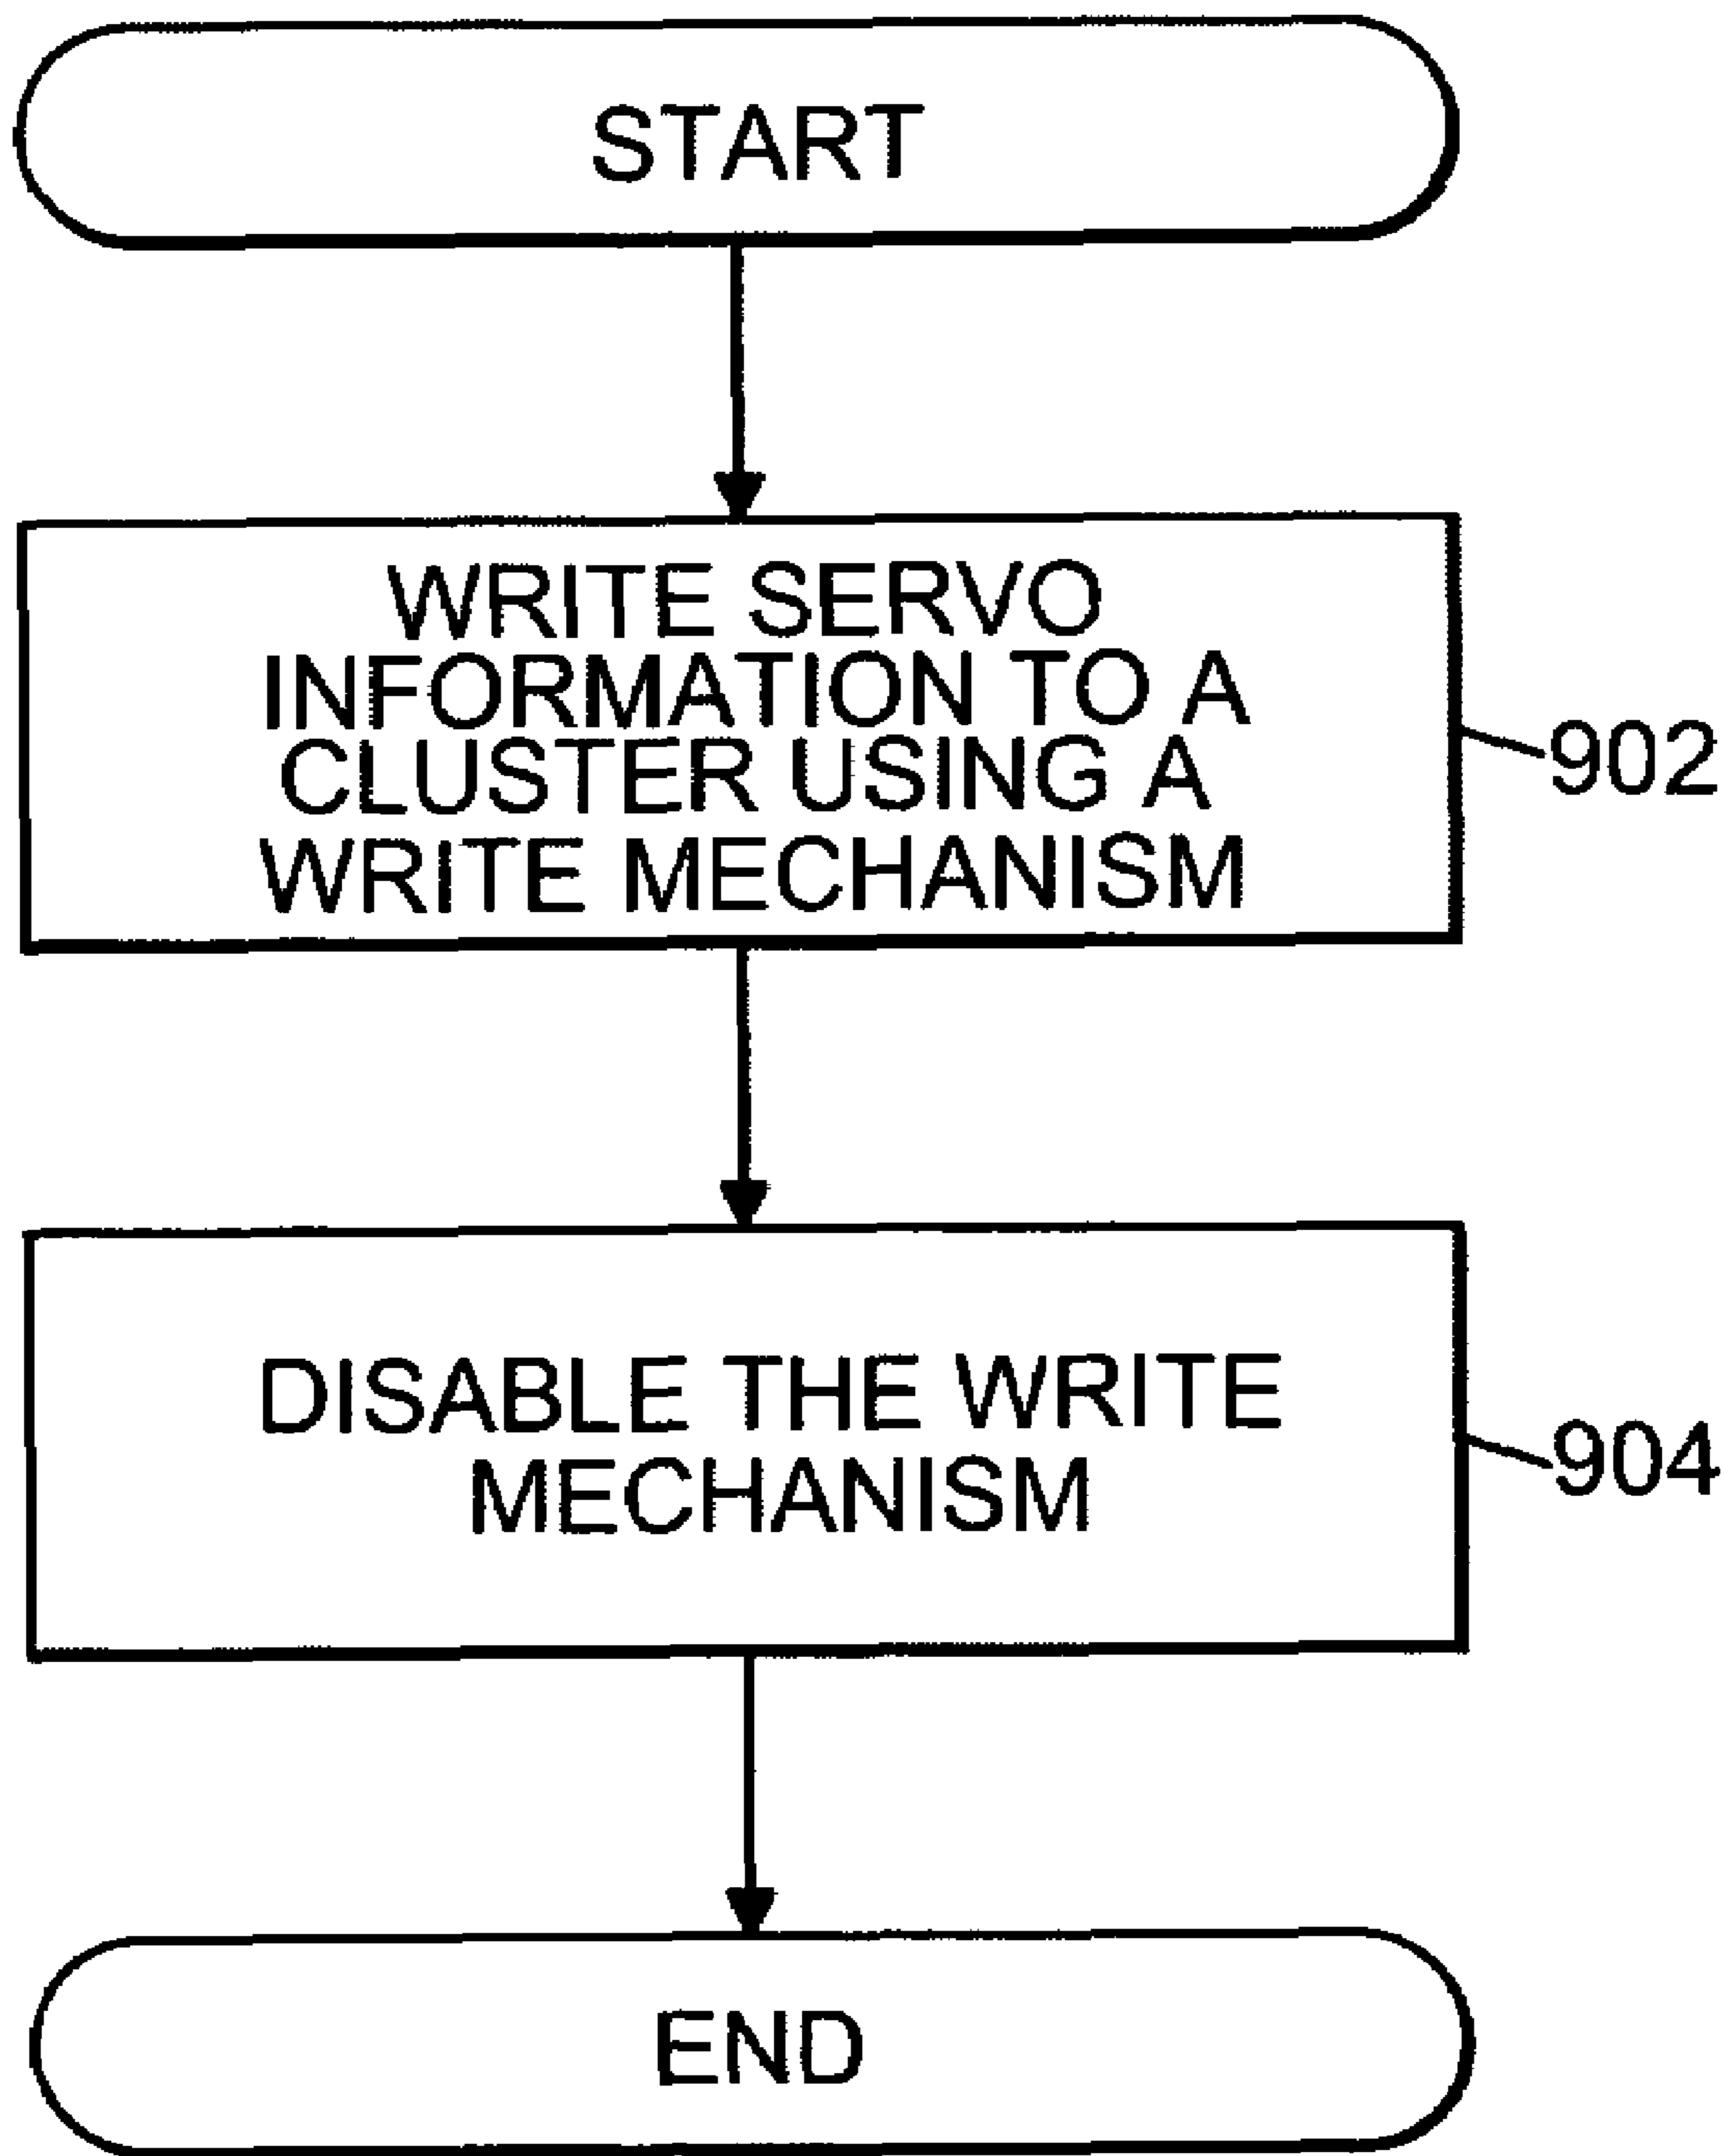 START
WRITE SERVO
INFORMATION TO A
CLUSTER USING A
WRITE MECHANISM
902
DISABLE THE WRITE
MECHANISM
904
END